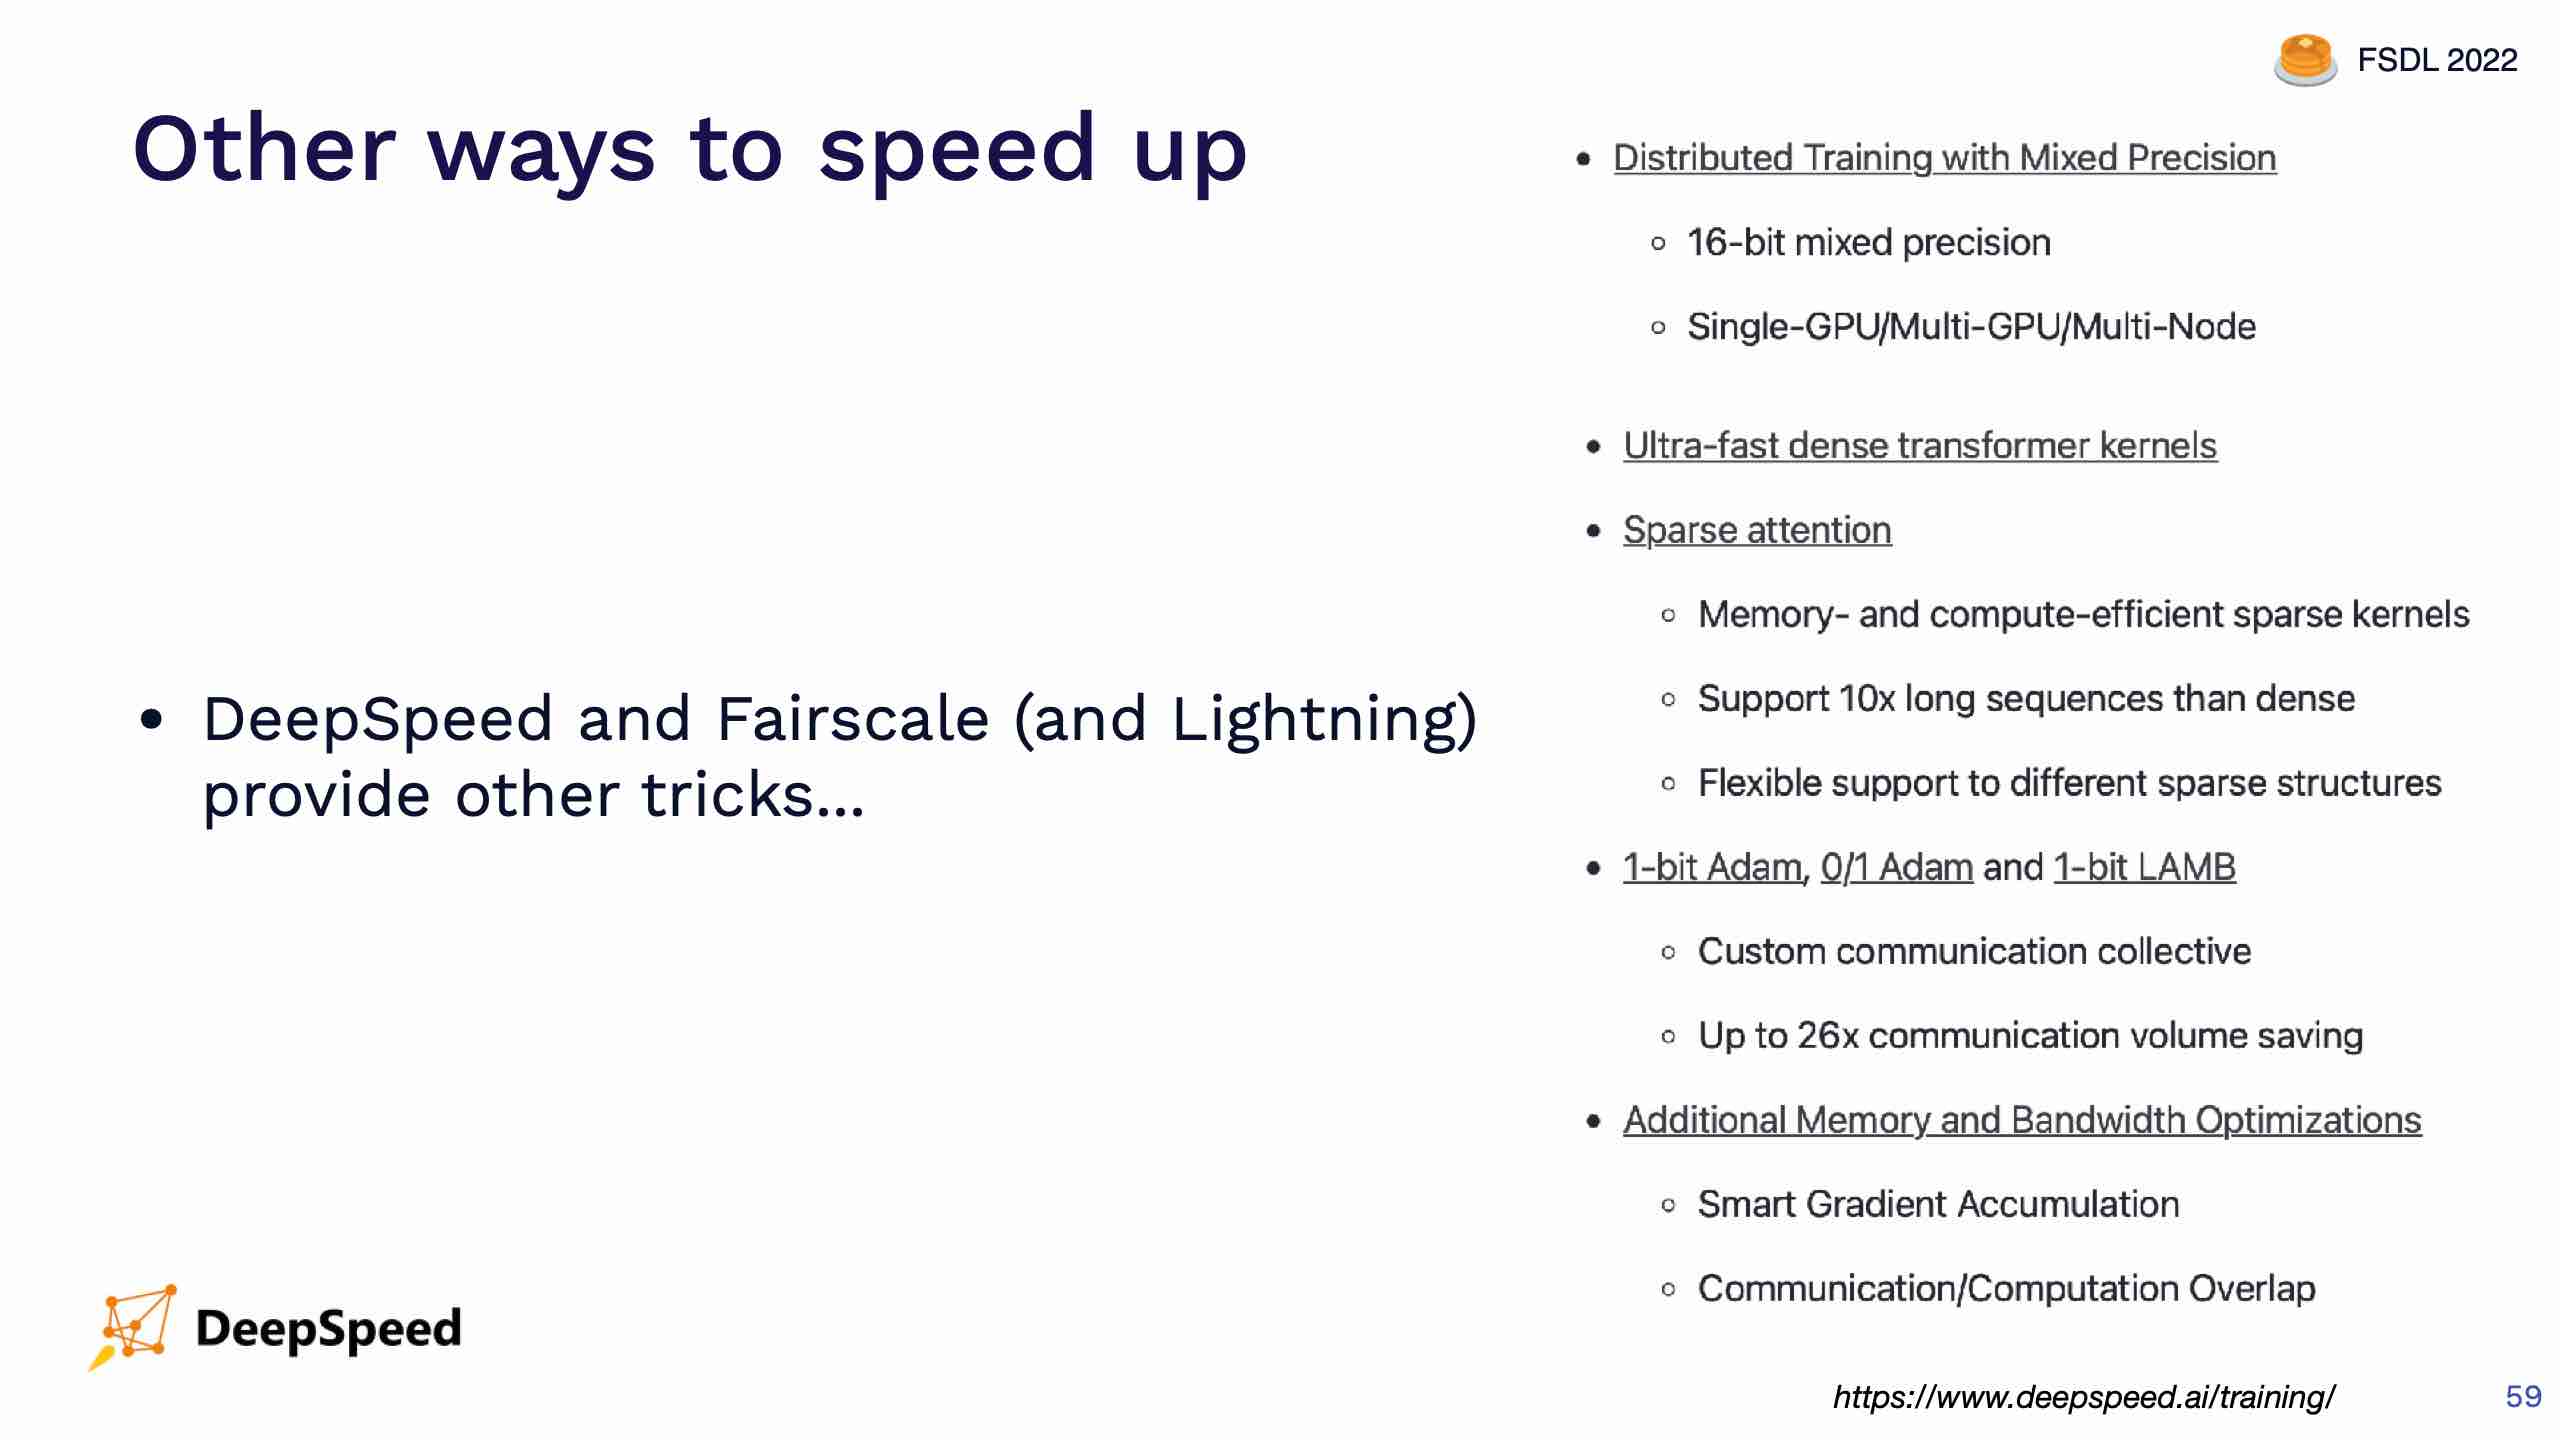 FSDL 2022
Other ways to speed up
• DeepSpeed and Fairscale (and Lightning)
provide other tricks...
• Distributed Training with Mixed Precision
◦ 16-bit mixed precision
◦ Single-GPU/Multi-GPU/Multi-Node
• Ultra-fast dense transformer kernels
• Sparse attention
◦ Memory- and compute-efficient sparse kernels
◦ Support 10x long sequences than dense
◦ Flexible support to different sparse structures
• 1-bit Adam, 0/1 Adam and 1-bit LAMB
◦ Custom communication collective
◦ Up to 26x communication volume saving
• Additional Memory and Bandwidth Optimizations
◦ Smart Gradient Accumulation
◦ Communication/Computation Overlap
DeepSpeed
https://www.deepspeed.ai/training/
59